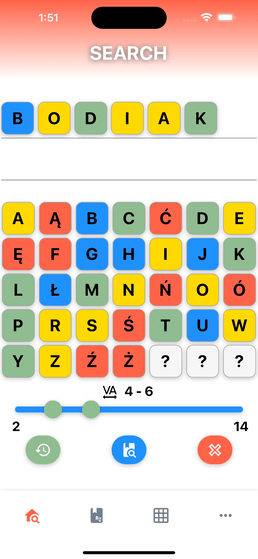 1:51
SEARCH
B O D I A K
A Ą B C Ć D E
Ę F G H I J K
L Ł M N Ń O Ó
P R S Ś T U W
Y Z Ź Ż ? ? ?
VA 4 - 6
2 14